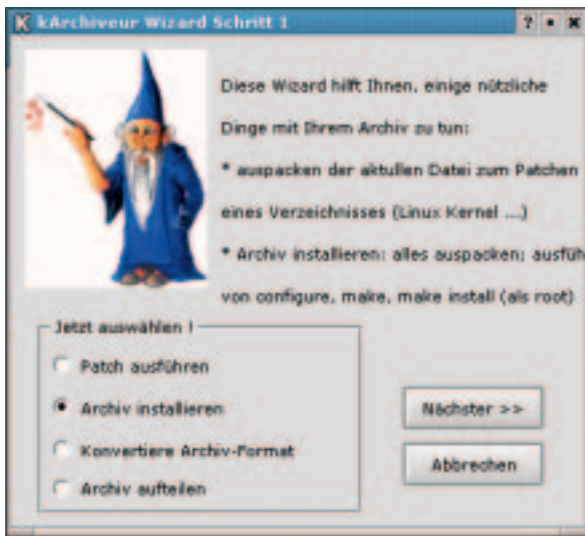 kArchiveur Wizard Schritt 1
Diese Wizard hilft Ihnen, einige nützliche
Dinge mit Ihrem Archiv zu tun:
* auspacken der aktullen Datei zum Patchen
eines Verzeichnisses (Linux Kernel ...)
* Archiv installieren: alles auspacken; ausfüh
von configure, make, make install (als root)
Jetzt auswählen !
Patch ausführen
Archiv installieren
Konvertiere Archiv-Format
Archiv aufteilen
Nächster >>
Abbrechen